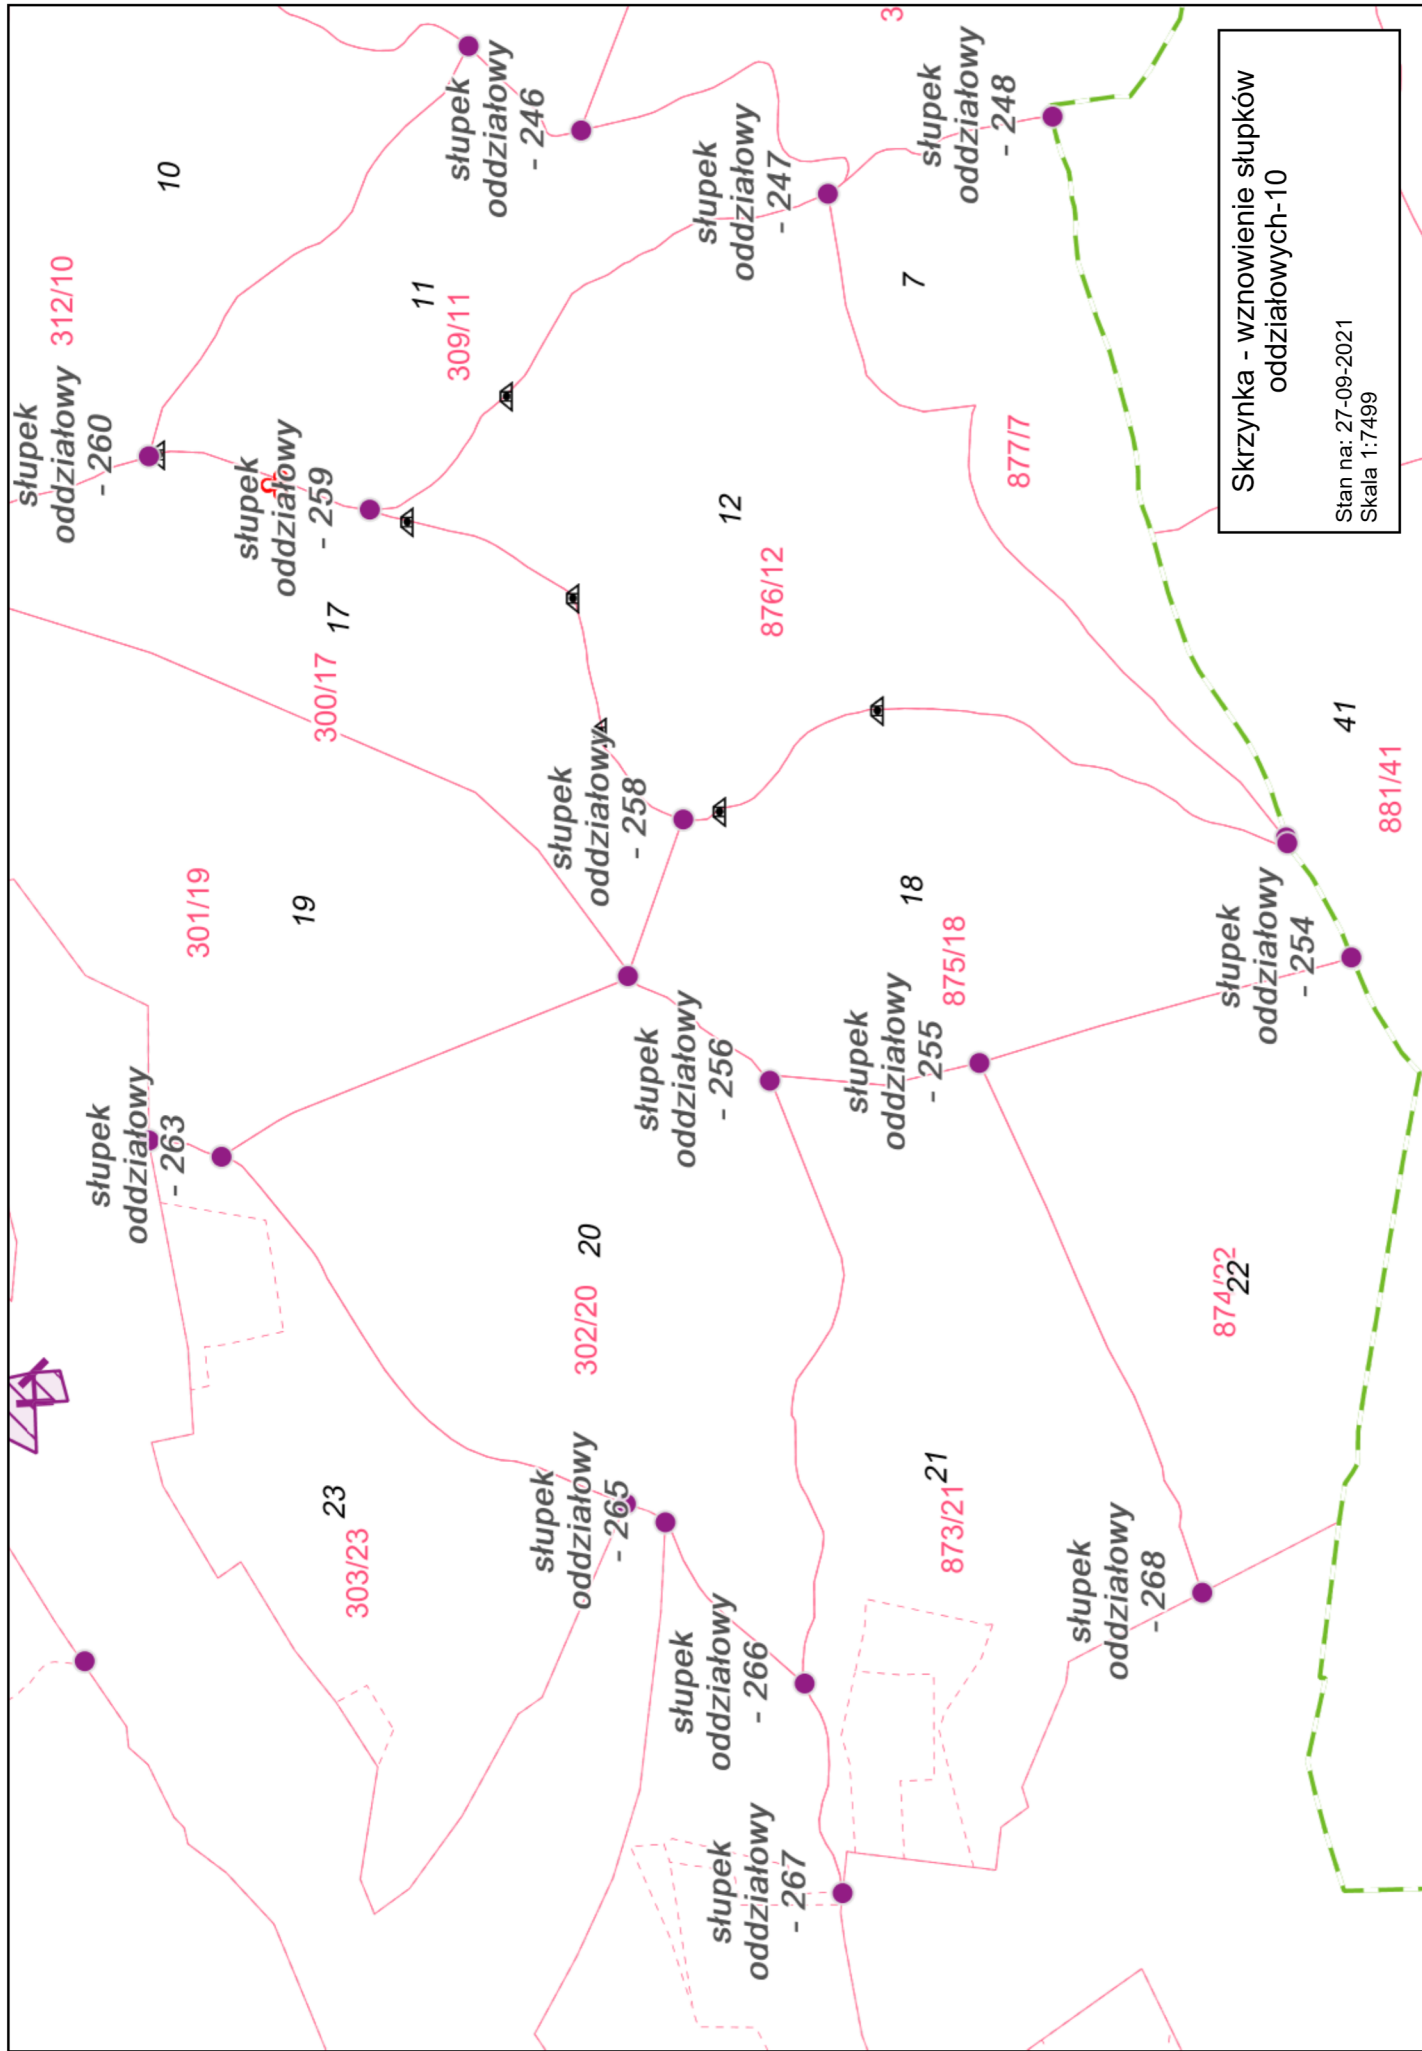 słupek
oddziałowy
- 260
312/10
10
słupek
oddziałowy
- 246
słupek
oddziałowy
- 259
11
309/11
17
300/17
słupek
oddziałowy
- 247
słupek
oddziałowy
- 248
3
7
877/7
12
876/12
słupek
oddziałowy
- 258
301/19
19
18
875/18
słupek
oddziałowy
- 254
41
881/41
słupek
oddziałowy
- 263
słupek
oddziałowy
- 256
słupek
oddziałowy
- 255
20
302/20
874/22
22
23
303/23
słupek
oddziałowy
- 265
21
873/21
słupek
oddziałowy
- 268
słupek
oddziałowy
- 266
słupek
oddziałowy
- 267
Skrzynka - wznowienie słupków
oddziałowych-10
Stan na: 27-09-2021
Skala 1:7499